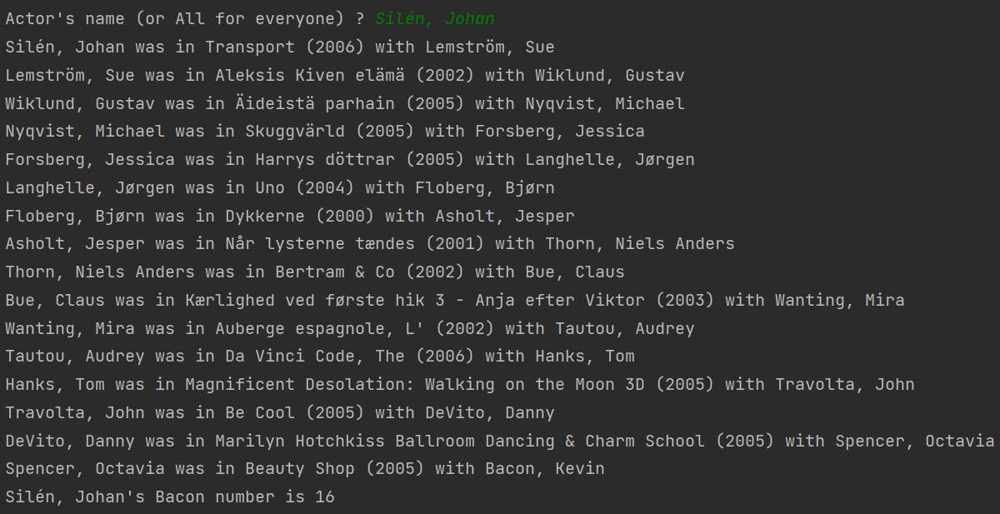 Actor's name (or All for everyone) ? Silén, Johan
Silén, Johan was in Transport (2006) with Lemström, Sue
Lemström, Sue was in Aleksis Kiven elämä (2002) with Wiklund, Gustav
Wiklund, Gustav was in Äideistä parhain (2005) with Nyqvist, Michael
Nyqvist, Michael was in Skuggvärld (2005) with Forsberg, Jessica
Forsberg, Jessica was in Harrys döttrar (2005) with Langhelle, Jørgen
Langhelle, Jørgen was in Uno (2004) with Floberg, Bjørn
Floberg, Bjørn was in Dykkerne (2000) with Asholt, Jesper
Asholt, Jesper was in Når lysterne tændes (2001) with Thorn, Niels Anders
Thorn, Niels Anders was in Bertram & Co (2002) with Bue, Claus
Bue, Claus was in Kærlighed ved første hik 3 - Anja efter Viktor (2003) with Wanting, Mira
Wanting, Mira was in Auberge espagnole, L' (2002) with Tautou, Audrey
Tautou, Audrey was in Da Vinci Code, The (2006) with Hanks, Tom
Hanks, Tom was in Magnificent Desolation: Walking on the Moon 3D (2005) with Travolta, John
Travolta, John was in Be Cool (2005) with DeVito, Danny
DeVito, Danny was in Marilyn Hotchkiss Ballroom Dancing & Charm School (2005) with Spencer, Octavia
Spencer, Octavia was in Beauty Shop (2005) with Bacon, Kevin
Silén, Johan's Bacon number is 16